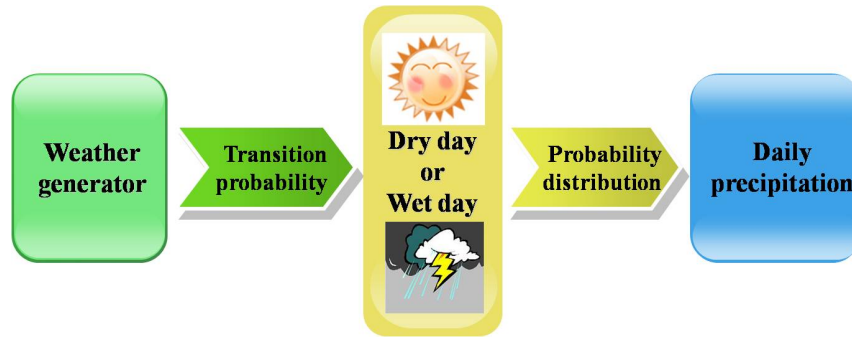 Weather
generator
Transition
probability
Dry day
or
Wet day
Probability
distribution
Daily
precipitation